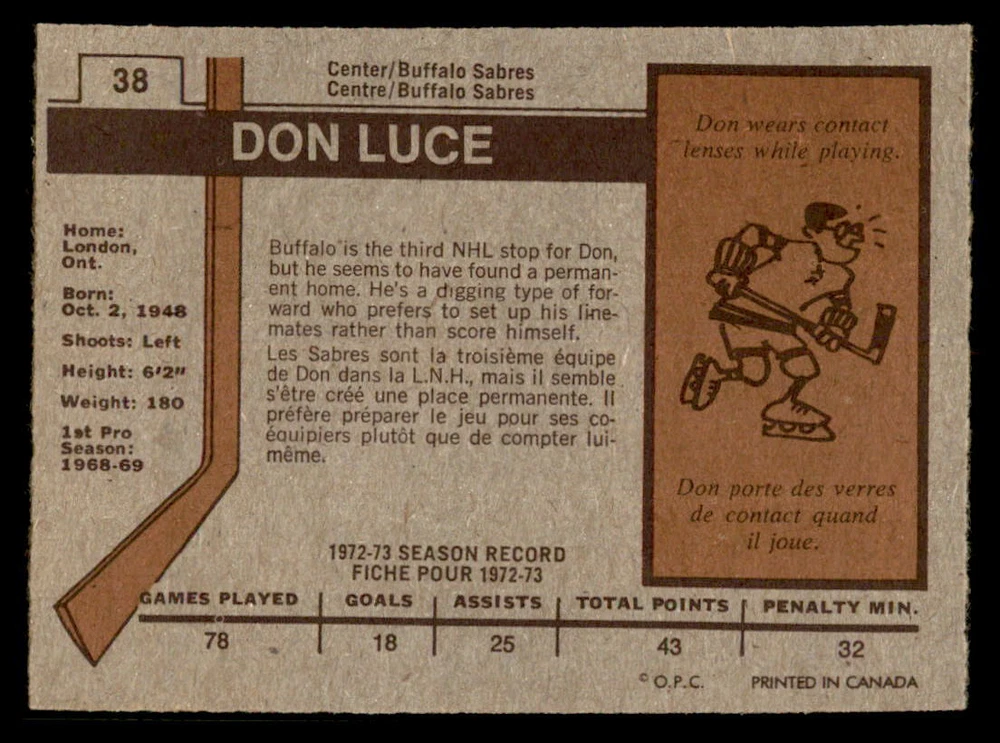 38
Center/Buffalo Sabres
Centre/Buffalo Sabres
DON LUCE
Home:
London,
Ont.
Born:
Oct. 2, 1948
Shoots: Left
Height: 6'2"
Weight: 180
1st Pro
Season:
1968-69
Buffalo is the third NHL stop for Don,
but he seems to have found a perman-
ent home. He's a digging type of for-
ward who prefers to set up his line-
mates rather than score himself.
Les Sabres sont la troisième équipe
de Don dans la L.N.H., mais il semble
s'être créé une place permanente. Il
préfère préparer le jeu pour ses co-
équipiers plutôt que de compter lui-
même.
Don wears contact
lenses while playing.
Don porte des verres
de contact quand
il joue.
1972-73 SEASON RECORD
FICHE POUR 1972-73
GAMES PLAYED GOALS ASSISTS TOTAL POINTS PENALTY MIN.
78 18 25 43 32
© O.P.C. PRINTED IN CANADA